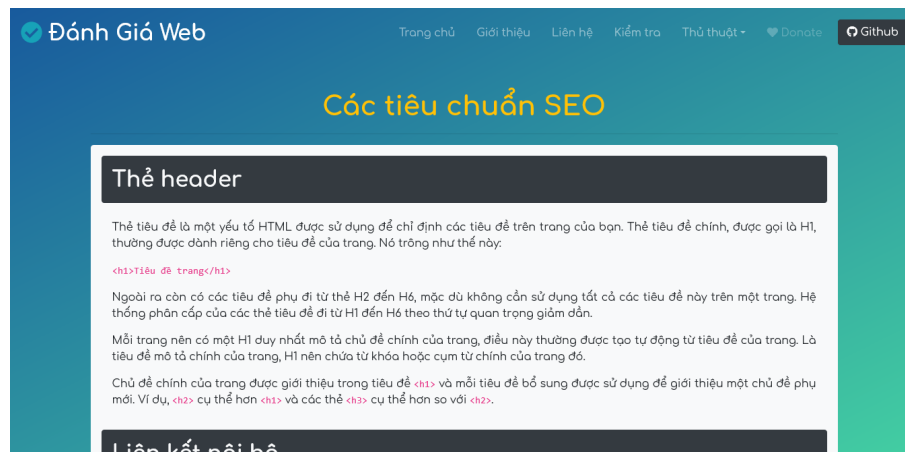 Đánh Giá Web
Trang chủ Giới thiệu Liên hệ Kiểm tra Thủ thuật Donate Github
Các tiêu chuẩn SEO
Thẻ header
Thẻ tiêu đề là một yếu tố HTML được sử dụng để chỉ định các tiêu đề trên trang của bạn. Thẻ tiêu đề chính, được gọi là H1,
thường được dành riêng cho tiêu đề của trang. Nó trông như thế này:
<h1>Tiêu đề trang</h1>
Ngoài ra còn có các tiêu đề phụ đi từ thẻ H2 đến H6, mặc dù không cần sử dụng tất cả các tiêu đề này trên một trang. Hệ
thống phân cấp của các thẻ tiêu đề đi từ H1 đến H6 theo thứ tự quan trọng giảm dần.
Mỗi trang nên có một H1 duy nhất mô tả chủ đề chính của trang, điều này thường được tạo tự động từ tiêu đề của trang. Là
tiêu đề mô tả chính của trang, H1 nên chứa từ khóa hoặc cụm từ chính của trang đó.
Chủ đề chính của trang được giới thiệu trong tiêu đề <h1> và mỗi tiêu đề bổ sung được sử dụng để giới thiệu một chủ đề phụ
mới. Ví dụ, <h2> cụ thể hơn <h1> và các thẻ <h3> cụ thể hơn so với <h2>.
Liên kết nội bộ